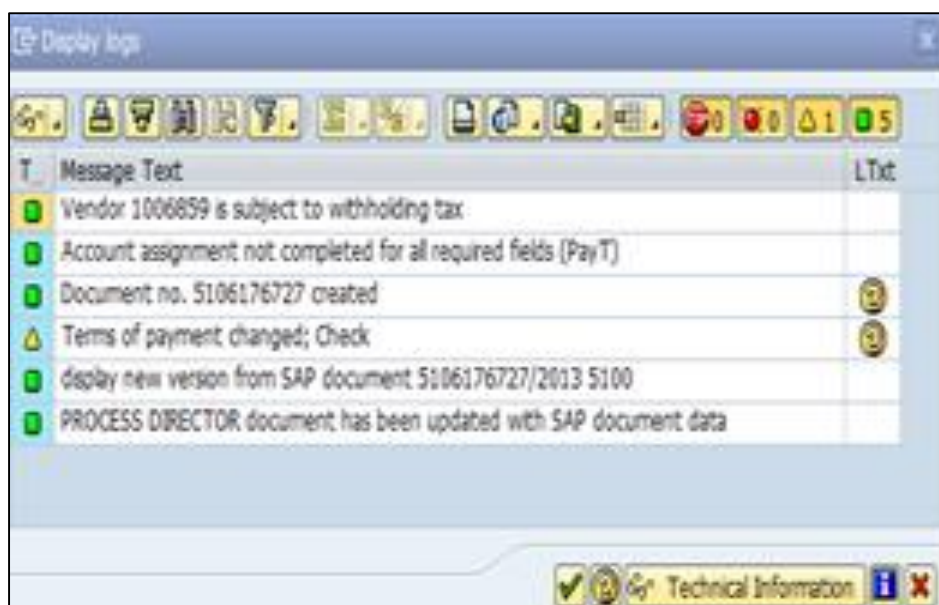 Display logs
0 0 1 5
T_ Message Text LTxt
Vendor 1006859 is subject to withholding tax
Account assignment not completed for all required fields (PayT)
Document no. 5106176727 created
Terms of payment changed; Check
display new version from SAP document 5106176727/2013 5100
PROCESS DIRECTOR document has been updated with SAP document data
Technical Information